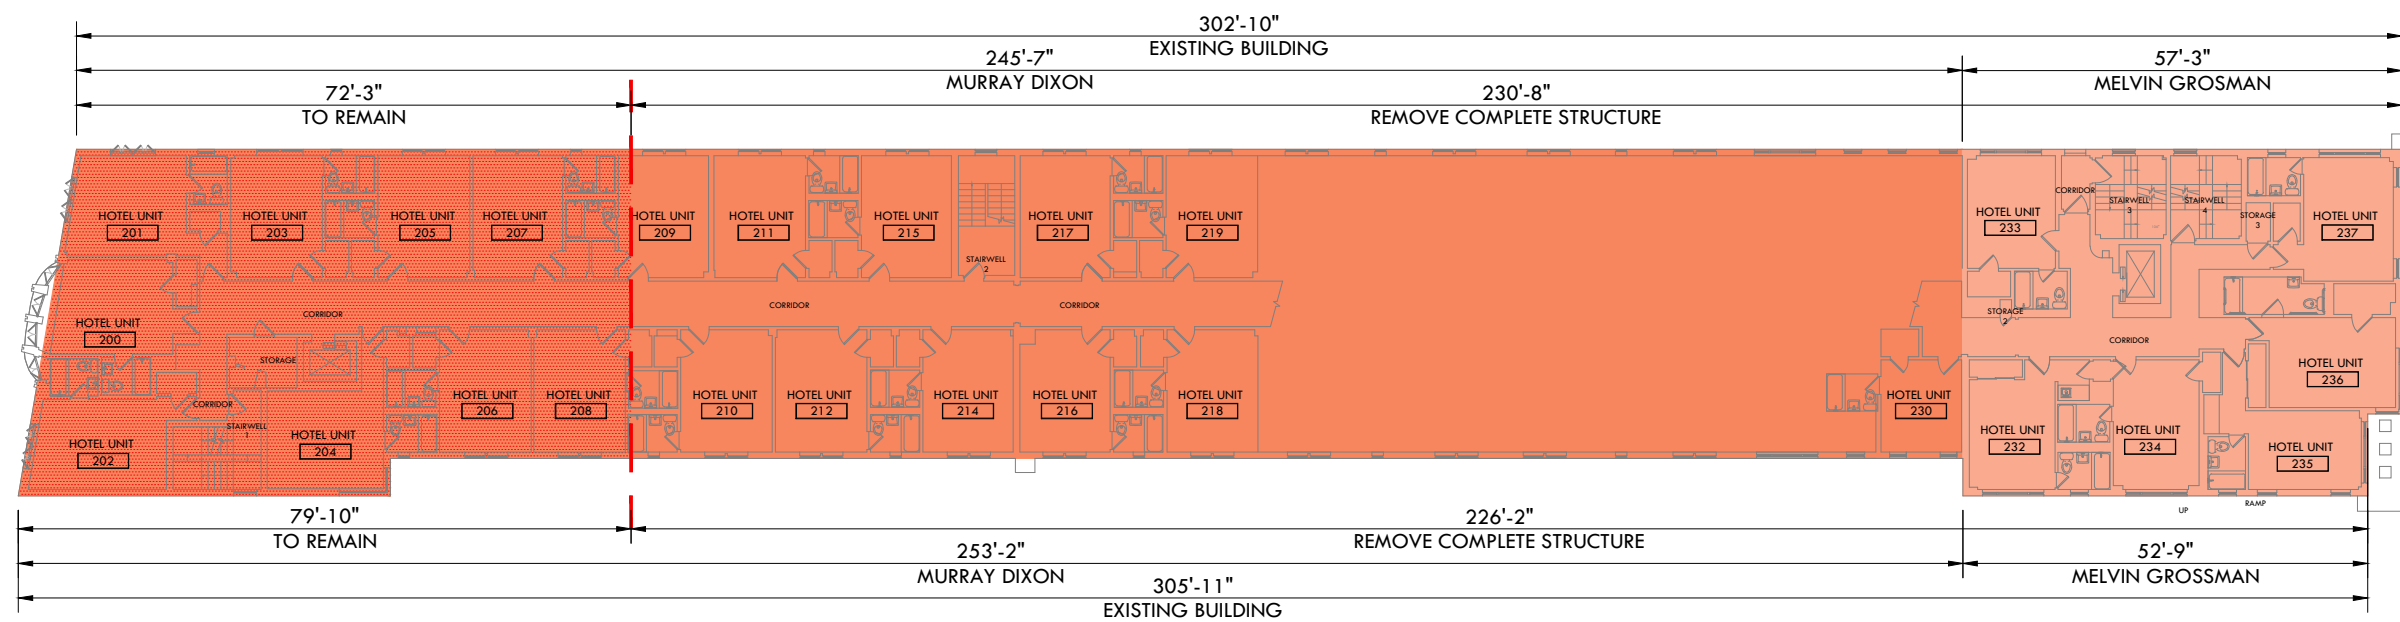 302'-10"
EXISTING BUILDING
245'-7"
MURRAY DIXON
57'-3"
MELVIN GROSMAN
72'-3"
TO REMAIN
230'-8"
REMOVE COMPLETE STRUCTURE
HOTEL UNIT
201
HOTEL UNIT
203
HOTEL UNIT
205
HOTEL UNIT
207
HOTEL UNIT
209
HOTEL UNIT
211
HOTEL UNIT
215
STAIRWELL
2
HOTEL UNIT
217
HOTEL UNIT
219
HOTEL UNIT
233
CORRIDOR
STAIRWELL
3
STAIRWELL
4
STORAGE
3
HOTEL UNIT
237
HOTEL UNIT
200
CORRIDOR
CORRIDOR
CORRIDOR
STORAGE
2
CORRIDOR
STORAGE
CORRIDOR
STAIRWELL
1
HOTEL UNIT
202
HOTEL UNIT
204
HOTEL UNIT
206
HOTEL UNIT
208
HOTEL UNIT
210
HOTEL UNIT
212
HOTEL UNIT
214
HOTEL UNIT
216
HOTEL UNIT
218
HOTEL UNIT
230
HOTEL UNIT
232
HOTEL UNIT
234
HOTEL UNIT
236
HOTEL UNIT
235
UP
RAMP
79'-10"
TO REMAIN
226'-2"
REMOVE COMPLETE STRUCTURE
253'-2"
MURRAY DIXON
52'-9"
MELVIN GROSSMAN
305'-11"
EXISTING BUILDING